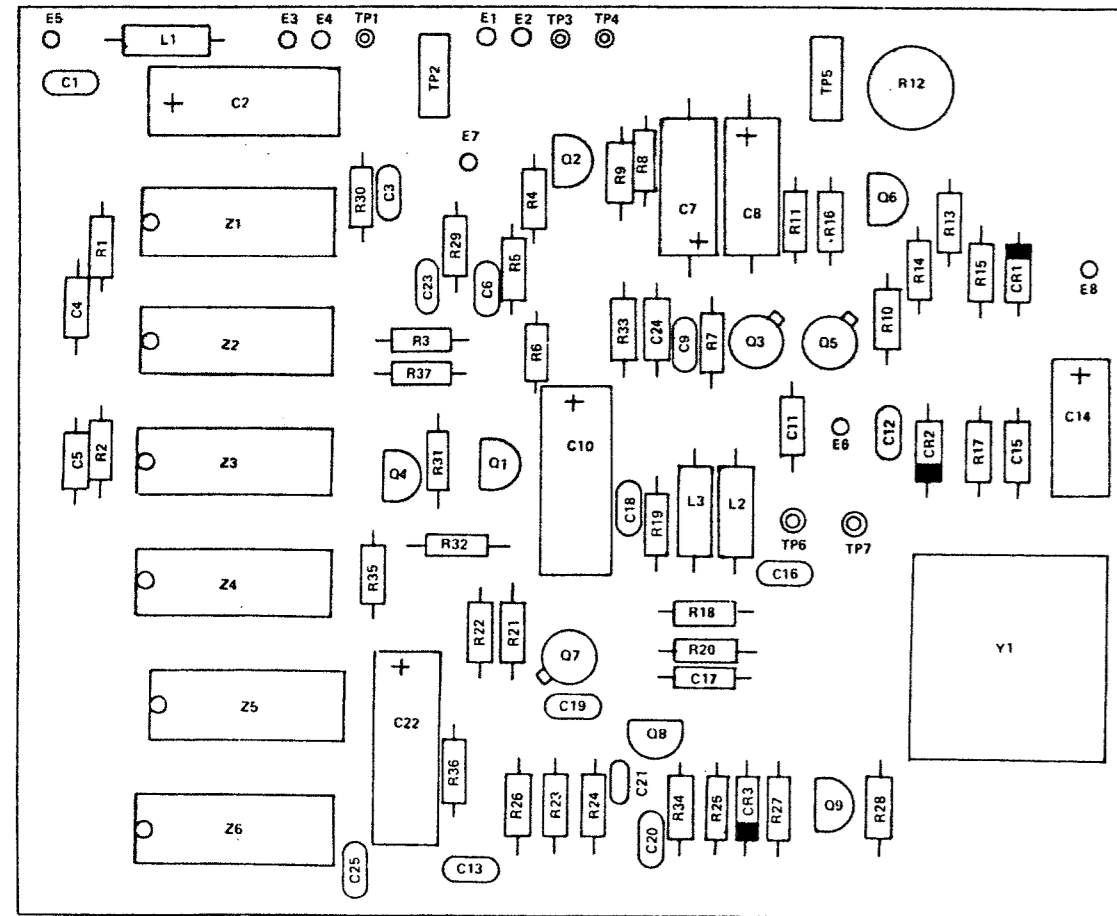 E5
L1
E3
E4
TP1
E1
E2
TP3
TP4
C1
C2
TP2
TP5
R12
E7
Q2
R9
R8
R30
C3
R4
C7
C8
R11
R16
Q6
R13
Z1
R1
R29
R5
R14
R15
CR1
E8
C4
C23
C6
Z2
R3
R37
R6
R33
C24
C9
R7
Q3
Q5
R10
C14
C5
R2
Z3
Q4
R31
Q1
C10
C11
E6
C12
CR2
R17
C15
C18
R19
L3
L2
TP6
TP7
R32
Z4
R35
C16
R22
R21
R18
Q7
R20
C17
Y1
Z5
C22
C19
Q8
R36
C21
R26
R23
R24
R34
R25
CR3
R27
Q9
R28
Z6
C20
C25
C13